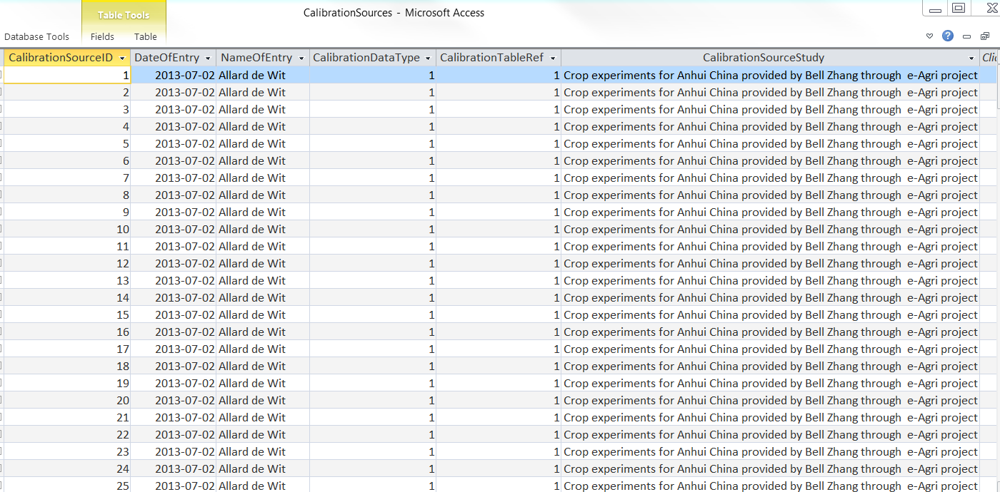 CalibrationSources - Microsoft Access
Table Tools
Database Tools Fields Table
CalibrationSourceID DateOfEntry NameOfEntry CalibrationDataType CalibrationTableRef CalibrationSourceStudy Clic
1 2013-07-02 Allard de Wit 1 1 Crop experiments for Anhui China provided by Bell Zhang through e-Agri project
2 2013-07-02 Allard de Wit 1 1 Crop experiments for Anhui China provided by Bell Zhang through e-Agri project
3 2013-07-02 Allard de Wit 1 1 Crop experiments for Anhui China provided by Bell Zhang through e-Agri project
4 2013-07-02 Allard de Wit 1 1 Crop experiments for Anhui China provided by Bell Zhang through e-Agri project
5 2013-07-02 Allard de Wit 1 1 Crop experiments for Anhui China provided by Bell Zhang through e-Agri project
6 2013-07-02 Allard de Wit 1 1 Crop experiments for Anhui China provided by Bell Zhang through e-Agri project
7 2013-07-02 Allard de Wit 1 1 Crop experiments for Anhui China provided by Bell Zhang through e-Agri project
8 2013-07-02 Allard de Wit 1 1 Crop experiments for Anhui China provided by Bell Zhang through e-Agri project
9 2013-07-02 Allard de Wit 1 1 Crop experiments for Anhui China provided by Bell Zhang through e-Agri project
10 2013-07-02 Allard de Wit 1 1 Crop experiments for Anhui China provided by Bell Zhang through e-Agri project
11 2013-07-02 Allard de Wit 1 1 Crop experiments for Anhui China provided by Bell Zhang through e-Agri project
12 2013-07-02 Allard de Wit 1 1 Crop experiments for Anhui China provided by Bell Zhang through e-Agri project
13 2013-07-02 Allard de Wit 1 1 Crop experiments for Anhui China provided by Bell Zhang through e-Agri project
14 2013-07-02 Allard de Wit 1 1 Crop experiments for Anhui China provided by Bell Zhang through e-Agri project
15 2013-07-02 Allard de Wit 1 1 Crop experiments for Anhui China provided by Bell Zhang through e-Agri project
16 2013-07-02 Allard de Wit 1 1 Crop experiments for Anhui China provided by Bell Zhang through e-Agri project
17 2013-07-02 Allard de Wit 1 1 Crop experiments for Anhui China provided by Bell Zhang through e-Agri project
18 2013-07-02 Allard de Wit 1 1 Crop experiments for Anhui China provided by Bell Zhang through e-Agri project
19 2013-07-02 Allard de Wit 1 1 Crop experiments for Anhui China provided by Bell Zhang through e-Agri project
20 2013-07-02 Allard de Wit 1 1 Crop experiments for Anhui China provided by Bell Zhang through e-Agri project
21 2013-07-02 Allard de Wit 1 1 Crop experiments for Anhui China provided by Bell Zhang through e-Agri project
22 2013-07-02 Allard de Wit 1 1 Crop experiments for Anhui China provided by Bell Zhang through e-Agri project
23 2013-07-02 Allard de Wit 1 1 Crop experiments for Anhui China provided by Bell Zhang through e-Agri project
24 2013-07-02 Allard de Wit 1 1 Crop experiments for Anhui China provided by Bell Zhang through e-Agri project
25 2013-07-02 Allard de Wit 1 1 Crop experiments for Anhui China provided by Bell Zhang through e-Agri project